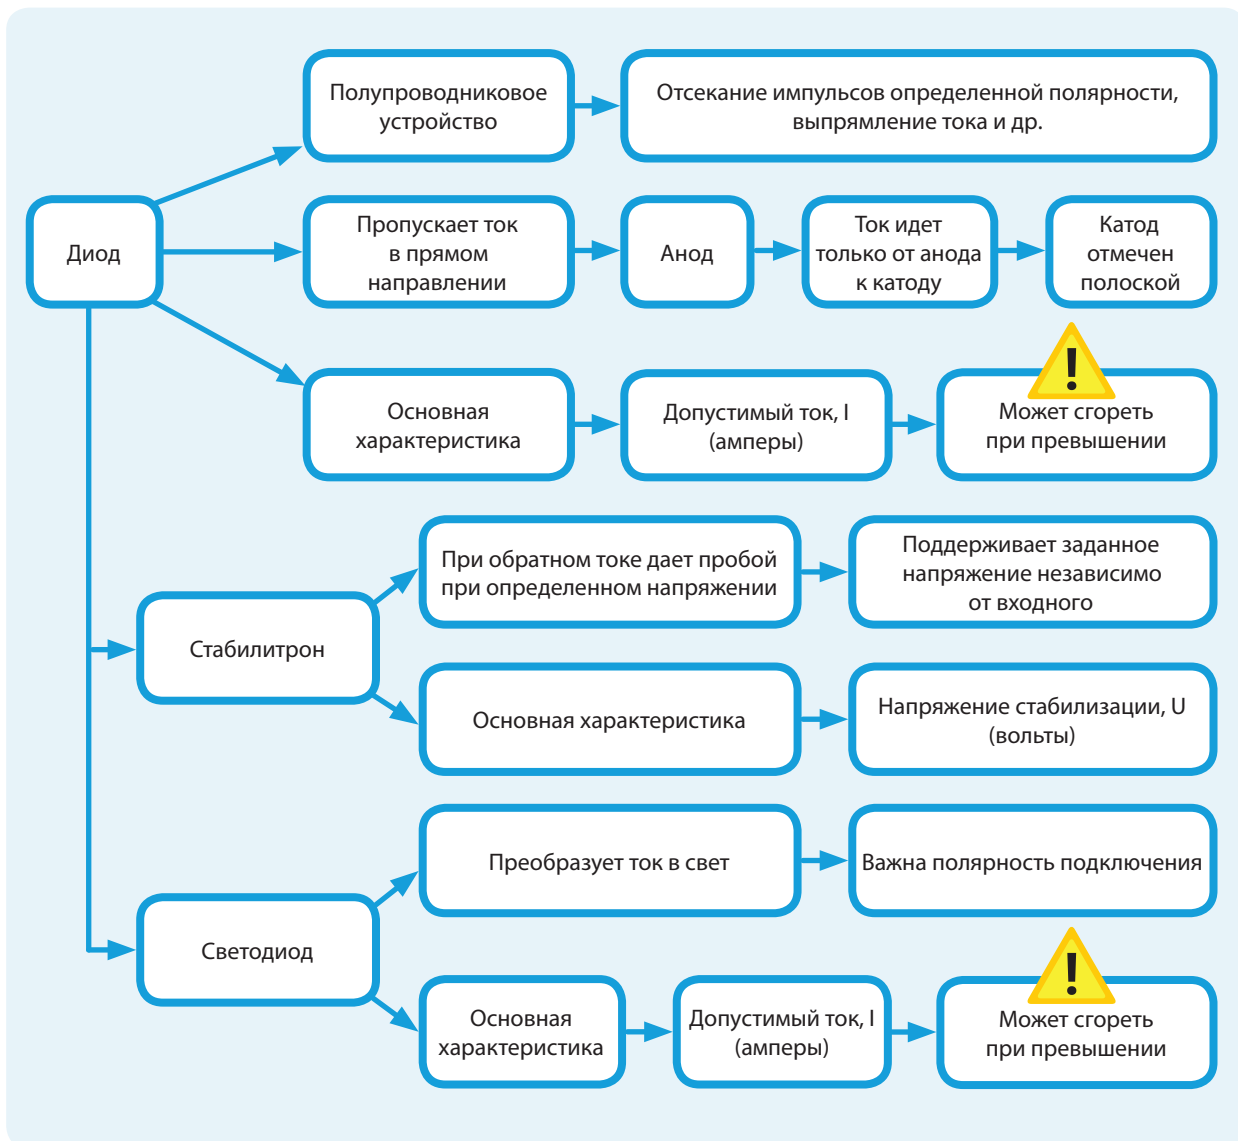 Полупроводниковое
устройство
Отсекание импульсов определенной полярности,
выпрямление тока и др.
Диод
Пропускает ток
в прямом
направлении
Анод
Ток идет
только от анода
к катоду
Катод
отмечен
полоской
Основная
характеристика
Допустимый ток, I
(амперы)
!
Может сгореть
при превышении
Стабилитрон
При обратном токе дает пробой
при определенном напряжении
Поддерживает заданное
напряжение независимо
от входного
Основная характеристика
Напряжение стабилизации, U
(вольты)
Светодиод
Преобразует ток в свет
Важна полярность подключения
Основная
характеристика
Допустимый ток, I
(амперы)
!
Может сгореть
при превышении